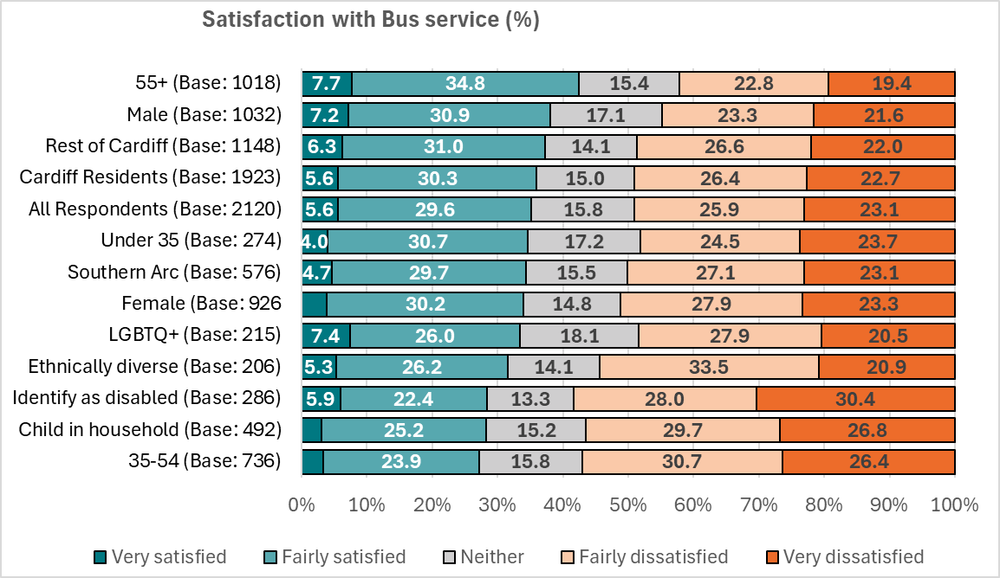 Satisfaction with Bus service (%)
55+ (Base: 1018) 7.7 34.8 15.4 22.8 19.4
Male (Base: 1032) 7.2 30.9 17.1 23.3 21.6
Rest of Cardiff (Base: 1148) 6.3 31.0 14.1 26.6 22.0
Cardiff Residents (Base: 1923) 5.6 30.3 15.0 26.4 22.7
All Respondents (Base: 2120) 5.6 29.6 15.8 25.9 23.1
Under 35 (Base: 274) 4.0 30.7 17.2 24.5 23.7
Southern Arc (Base: 576) 4.7 29.7 15.5 27.1 23.1
Female (Base: 926 30.2 14.8 27.9 23.3
LGBTQ+ (Base: 215) 7.4 26.0 18.1 27.9 20.5
Ethnically diverse (Base: 206) 5.3 26.2 14.1 33.5 20.9
Identify as disabled (Base: 286) 5.9 22.4 13.3 28.0 30.4
Child in household (Base: 492) 25.2 15.2 29.7 26.8
35-54 (Base: 736) 23.9 15.8 30.7 26.4
0% 10% 20% 30% 40% 50% 60% 70% 80% 90% 100%
Very satisfied Fairly satisfied Neither Fairly dissatisfied Very dissatisfied